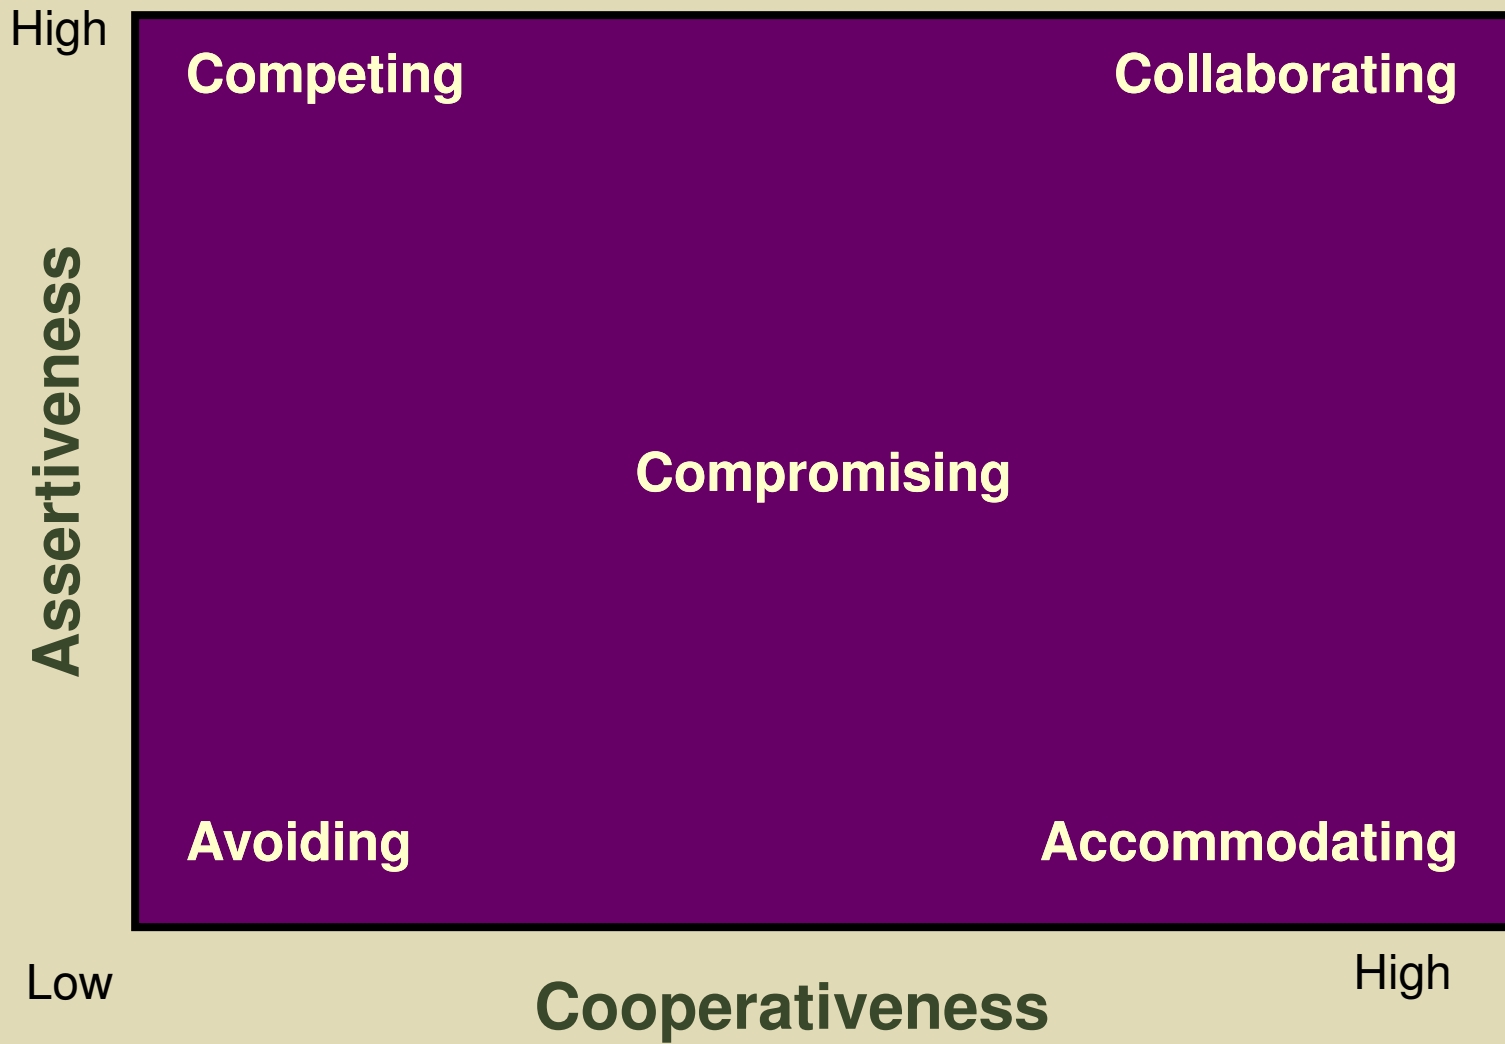 High
Competing
Collaborating
Assertiveness
Compromising
Avoiding
Accommodating
Low
High
Cooperativeness